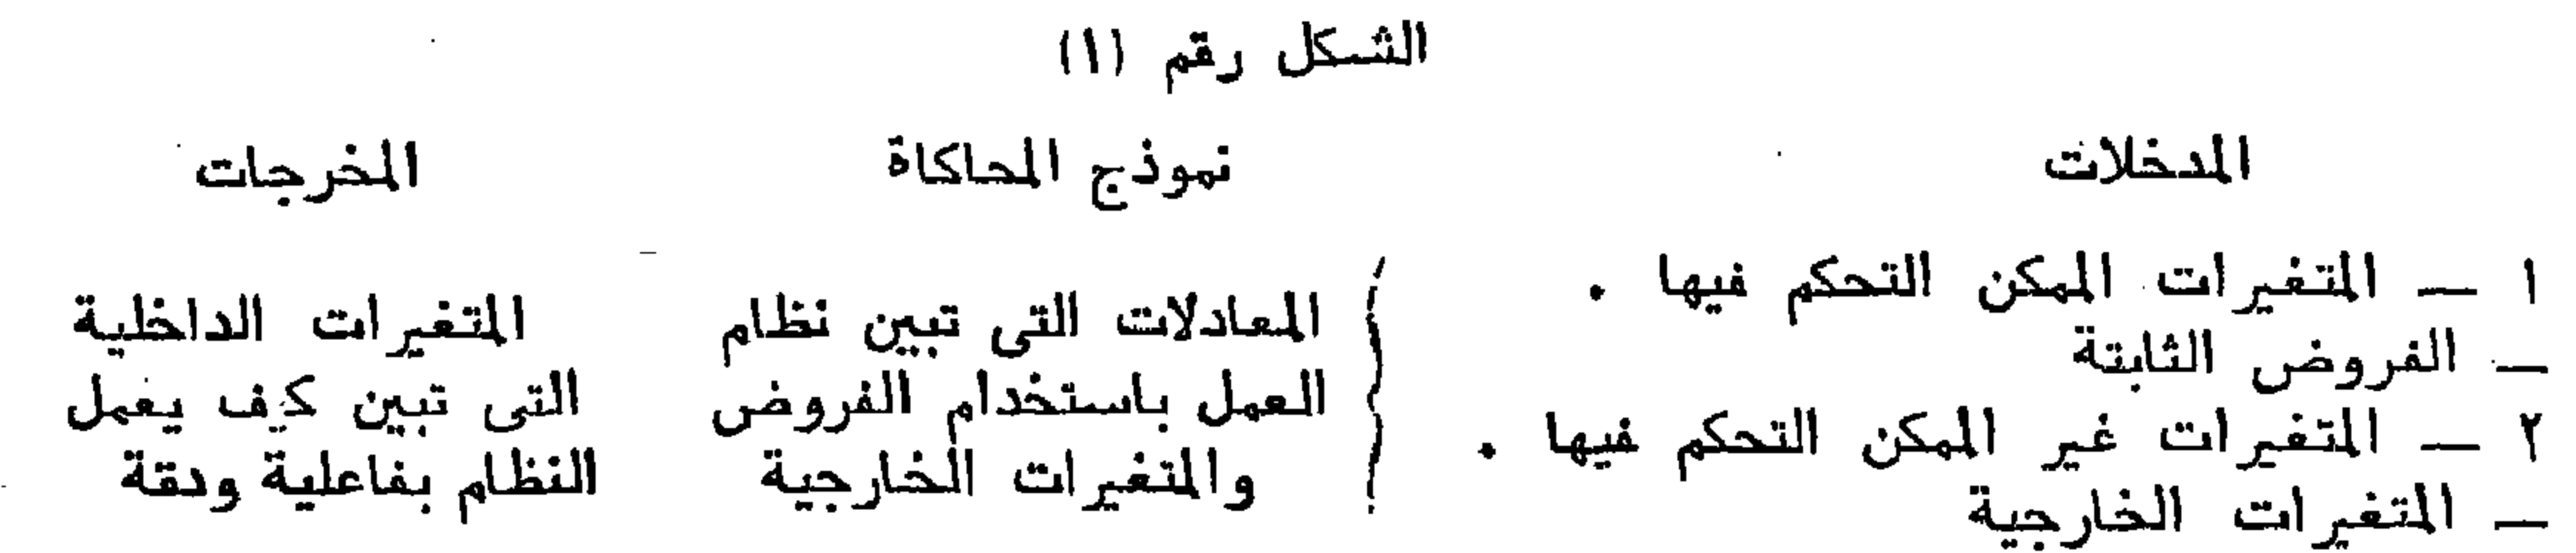 الشكل رقم (١)
المدخلات
١ — المتغيرات الممكن التحكم فيها .
— الفروض الثابتة
٢ — المتغيرات غير الممكن التحكم فيها .
— المتغيرات الخارجية
نموذج المحاكاة
المعادلات التى تبين نظام
العمل باستخدام الفروض
والمتغيرات الخارجية
المخرجات
المتغيرات الداخلية
التى تبين كيف يعمل
النظام بفاعلية ودقة